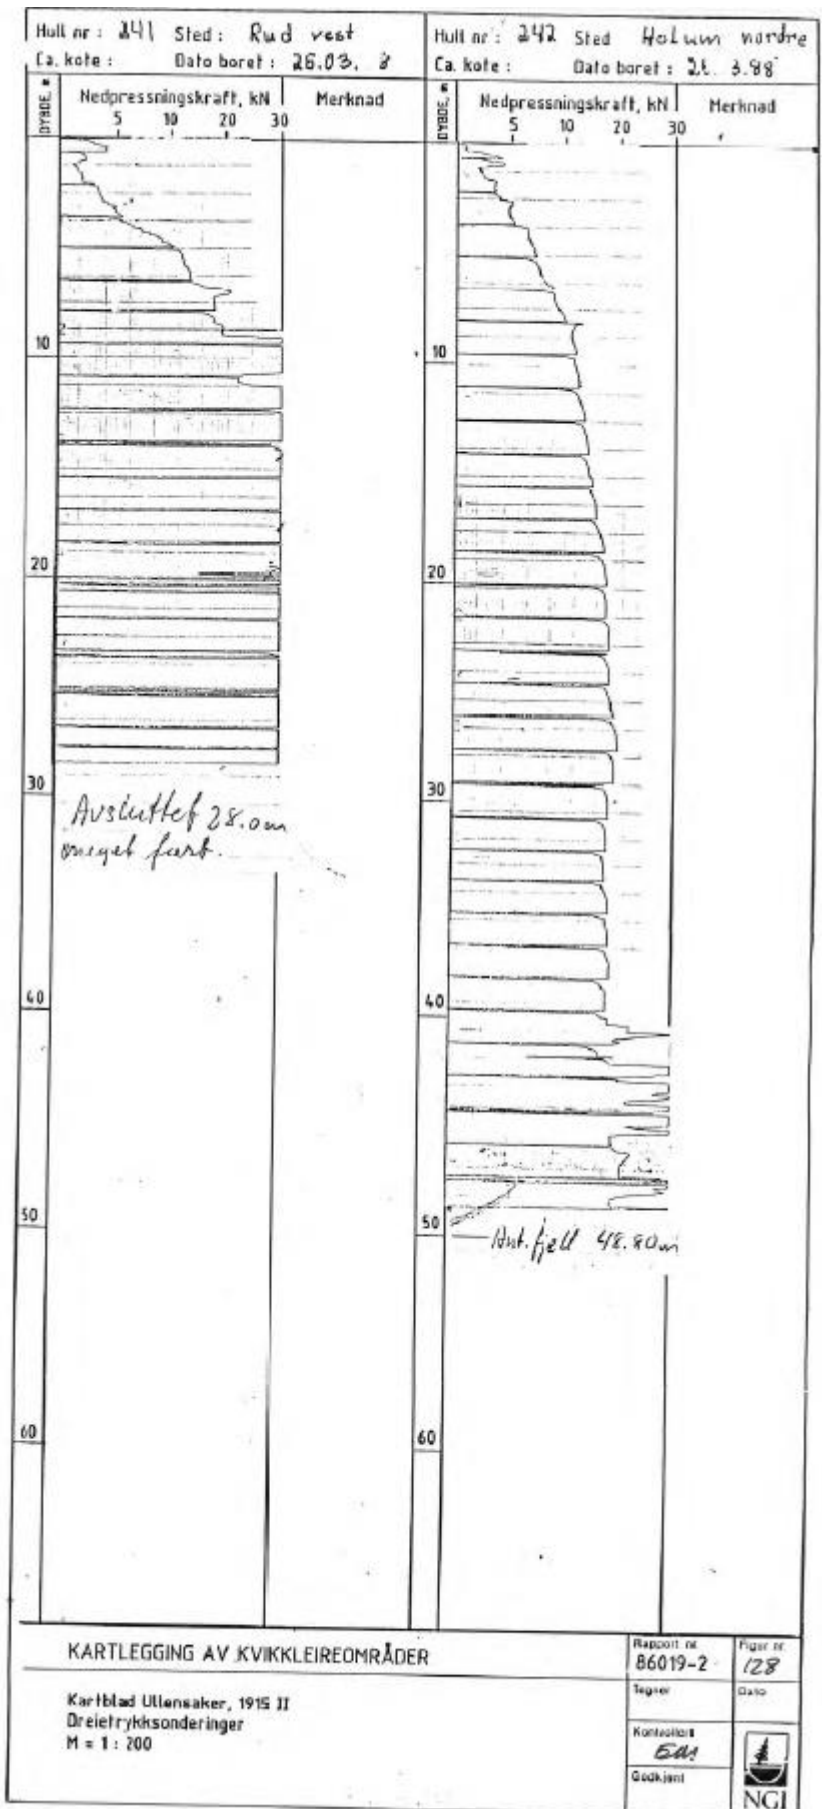 Hull nr : 241 Sted : Rud vest
Ca. kote : Dato boret : 26.03. 8
DYBDE, m
Nedpressningskraft, kN
Merknad
5 10 20 30
10
20
30
Avsluttet 28.0m
meget fast.
40
50
60
Hull nr : 242 Sted Holum nordre
Ca. kote : Dato boret : 3.88
DYBDE, m
Nedpressningskraft, kN
Merknad
5 10 20 30
10
20
30
40
50
Ant. fjell 48.80m
60
KARTLEGGING AV KVIKKLEIREOMRÅDER
Kartblad Ullensaker, 1915 II
Dreietrykksonderinger
M = 1 : 200
Rapport nr.
86019-2
Figur nr.
128
Tegner
Dato
Kontrollert
Godkjent
NGI